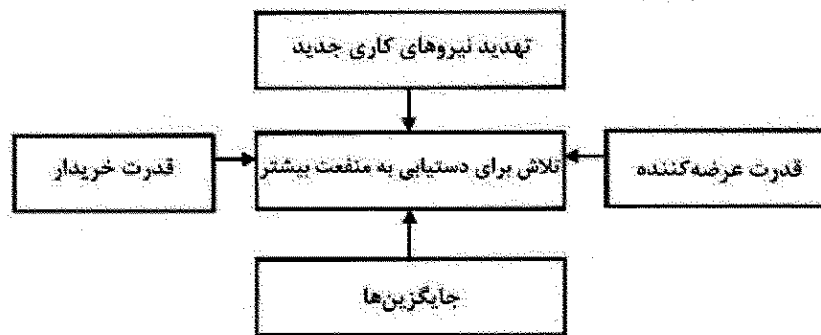 تهدید نیروهای کاری جدید
قدرت عرضه‌کننده
تلاش برای دستیابی به منفعت بیشتر
قدرت خریدار
جایگزین‌ها